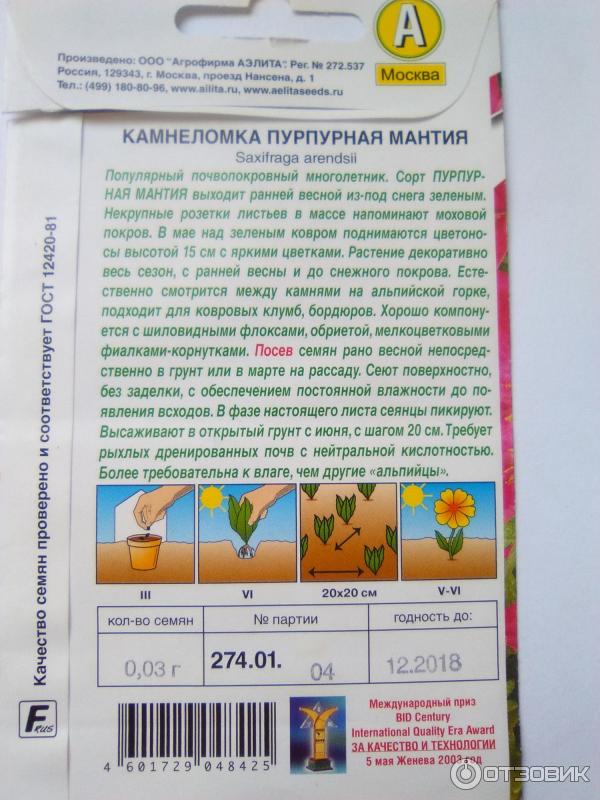 Произведено: ООО "Агрофирма АЭЛИТА". Рег. № 272.537
Россия, 129343, г. Москва, проезд Нансена, д. 1
Тел.: (499) 180-80-96, www.ailita.ru, www.aelitaseeds.ru
А
Москва
КАМНЕЛОМКА ПУРПУРНАЯ МАНТИЯ
Saxifraga arendsii
Популярный почвопокровный многолетник. Сорт ПУРПУР-
НАЯ МАНТИЯ выходит ранней весной из-под снега зеленым.
Некрупные розетки листьев в массе напоминают моховой
покров. В мае над зеленым ковром поднимаются цветоно-
сы высотой 15 см с яркими цветками. Растение декоративно
весь сезон, с ранней весны и до снежного покрова. Есте-
ственно смотрится между камнями на альпийской горке,
подходит для ковровых клумб, бордюров. Хорошо компону-
ется с шиловидными флоксами, обриетой, мелкоцветковыми
фиалками-корнутками. Посев семян рано весной непосред-
ственно в грунт или в марте на рассаду. Сеют поверхностно,
без заделки, с обеспечением постоянной влажности до по-
явления всходов. В фазе настоящего листа сеянцы пикируют.
Высаживают в открытый грунт с июня, с шагом 20 см. Требует
рыхлых дренированных почв с нейтральной кислотностью.
Более требовательна к влаге, чем другие «альпийцы».
III
VI
20x20 см
V-VI
кол-во семян
№ партии
годность до:
0,03 г
274.01.
04
12.2018
Качество семян проверено и соответствует ГОСТ 12420-81
F RUS
4 601729 048425
Международный приз
BID Century
International Quality Era Award
ЗА КАЧЕСТВО И ТЕХНОЛОГИИ
5 мая Женева 2003 год
ОТЗОВИК